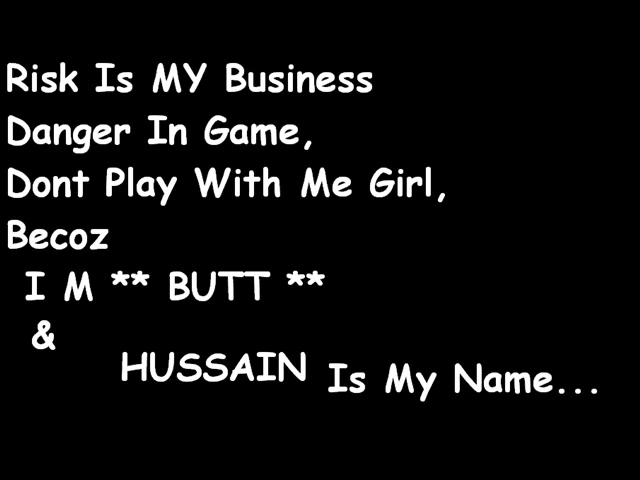 Risk Is MY Business
Danger In Game,
Dont Play With Me Girl,
Becoz
I M ** BUTT **
&
HUSSAIN Is My Name...